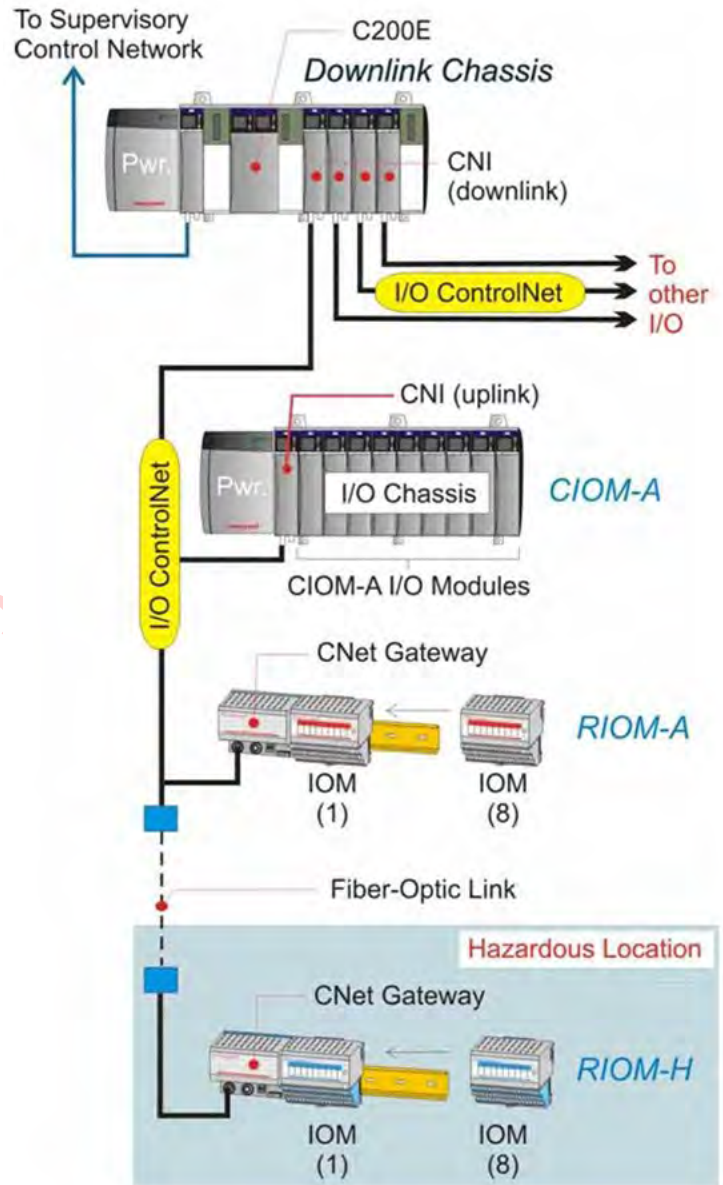 To Supervisory
Control Network
C200E
Downlink Chassis
Pwr.
CNI
(downlink)
I/O ControlNet
To
other
I/O
CNI (uplink)
I/O ControlNet
Pwr.
I/O Chassis
CIOM-A
CIOM-A I/O Modules
CNet Gateway
RIOM-A
IOM
(1)
IOM
(8)
Fiber-Optic Link
Hazardous Location
CNet Gateway
RIOM-H
IOM
(1)
IOM
(8)